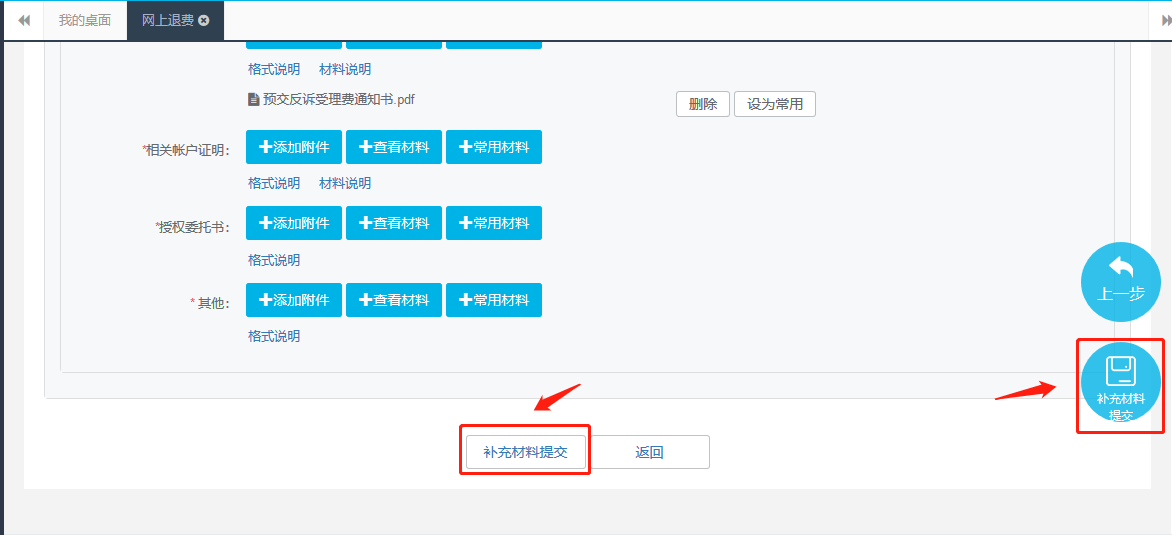 我的桌面 网上退费
格式说明 材料说明
预交反诉受理费通知书.pdf 删除 设为常用
*相关帐户证明: 添加附件 查看材料 常用材料
格式说明 材料说明
*授权委托书: 添加附件 查看材料 常用材料
格式说明
* 其他: 添加附件 查看材料 常用材料
格式说明
上一步
补充材料
提交
补充材料提交 返回